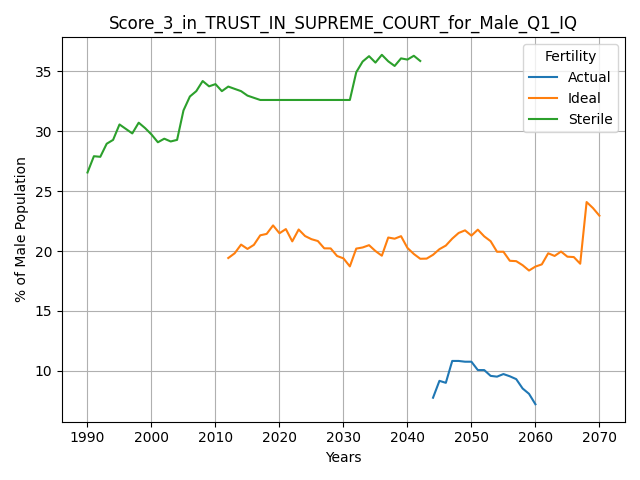 Score_3_in_TRUST_IN_SUPREME_COURT_for_Male_Q1_IQ
Fertility
Actual
Ideal
Sterile
% of Male Population
35
30
25
20
15
10
1990 2000 2010 2020 2030 2040 2050 2060 2070
Years